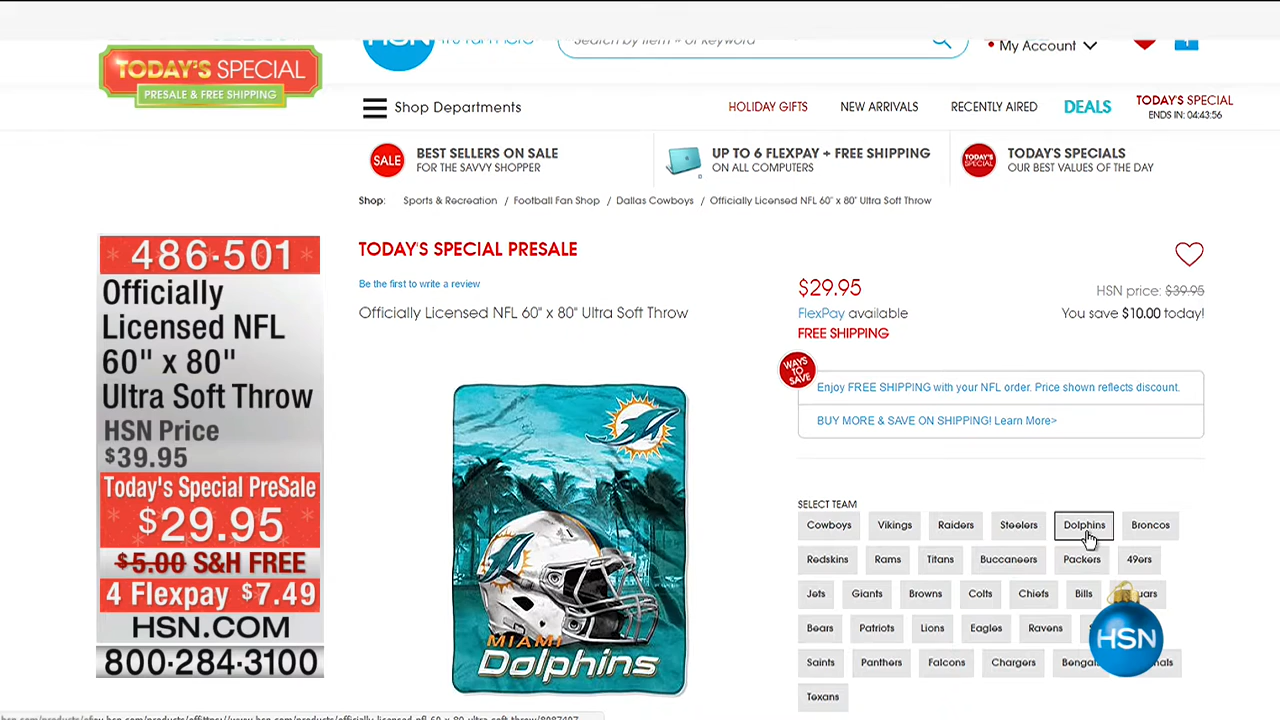 TODAY'S SPECIAL
PRESALE & FREE SHIPPING
HSN
Search by item # or keyword
My Account
Shop Departments
HOLIDAY GIFTS
NEW ARRIVALS
RECENTLY AIRED
DEALS
TODAY'S SPECIAL
ENDS IN: 04:43:56
SALE
BEST SELLERS ON SALE
FOR THE SAVVY SHOPPER
UP TO 6 FLEXPAY + FREE SHIPPING
ON ALL COMPUTERS
TODAY'S SPECIAL
TODAY'S SPECIALS
OUR BEST VALUES OF THE DAY
Shop: Sports & Recreation / Football Fan Shop / Dallas Cowboys / Officially Licensed NFL 60" x 80" Ultra Soft Throw
486-501
Officially
Licensed NFL
60" x 80"
Ultra Soft Throw
HSN Price
$39.95
Today's Special PreSale
$29.95
$5.00 S&H FREE
4 Flexpay $7.49
HSN.COM
800-284-3100
TODAY'S SPECIAL PRESALE
Be the first to write a review
Officially Licensed NFL 60" x 80" Ultra Soft Throw
MIAMI
Dolphins
$29.95
HSN price: $39.95
FlexPay available
You save $10.00 today!
FREE SHIPPING
WAYS TO SAVE
Enjoy FREE SHIPPING with your NFL order. Price shown reflects discount.
BUY MORE & SAVE ON SHIPPING! Learn More>
SELECT TEAM
Cowboys Vikings Raiders Steelers Dolphins Broncos
Redskins Rams Titans Buccaneers Packers 49ers
Jets Giants Browns Colts Chiefs Bills
Bears Patriots Lions Eagles Ravens
Saints Panthers Falcons Chargers
Texans
HSN